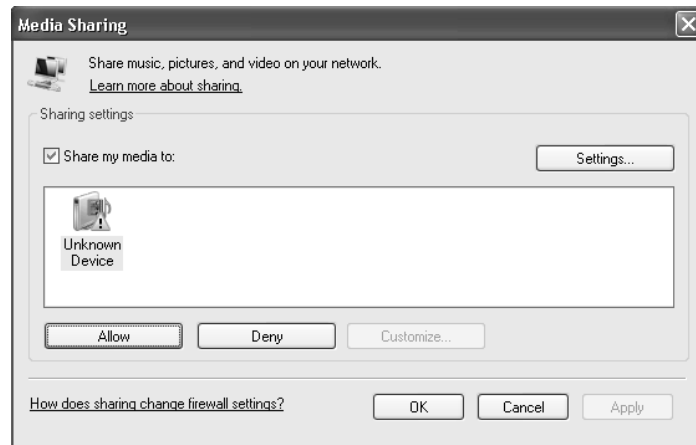 Media Sharing
Share music, pictures, and video on your network.
Learn more about sharing.
Sharing settings
Share my media to:
Settings...
Unknown
Device
Allow
Deny
Customize...
How does sharing change firewall settings?
OK
Cancel
Apply